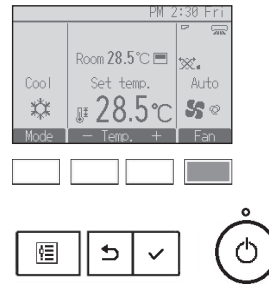 PM 2:30 Fri
Room 28.5°C
Cool Set temp. Auto
28.5°C
Mode − Temp. + Fan